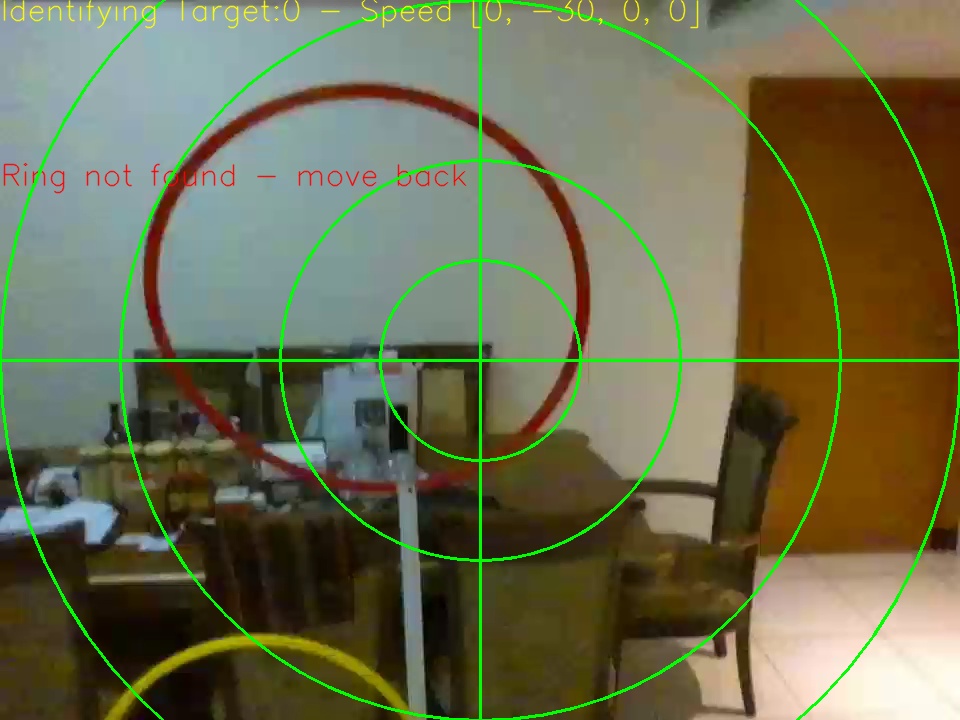 Identifying Target:0 - Speed [0, -30, 0, 0]
Ring not found - move back